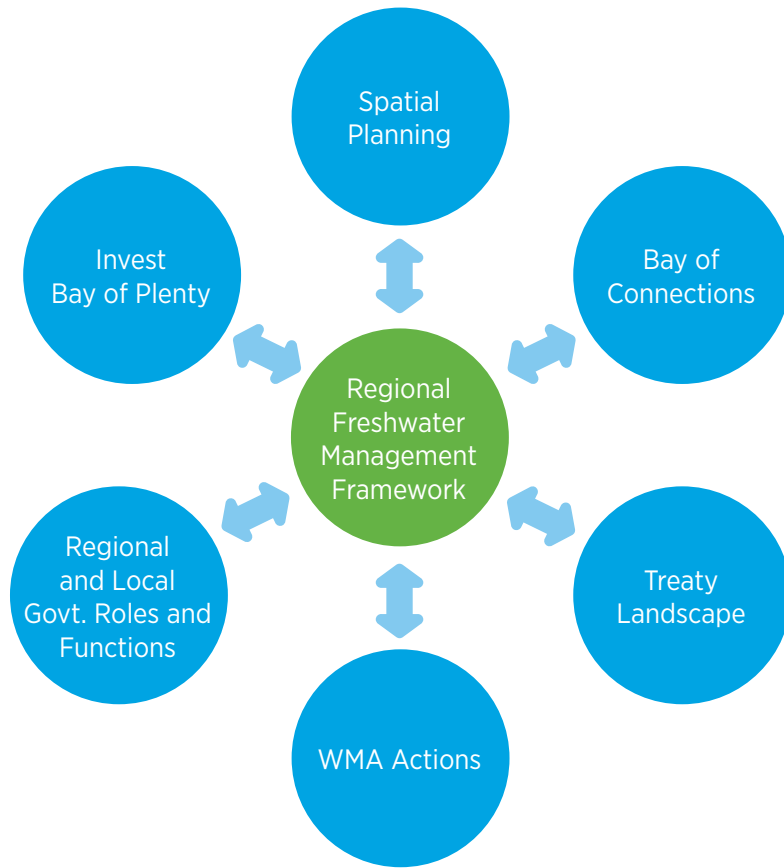 Spatial
Planning
Invest
Bay of Plenty
Bay of
Connections
Regional
Freshwater
Management
Framework
Regional
and Local
Govt. Roles and
Functions
Treaty
Landscape
WMA Actions